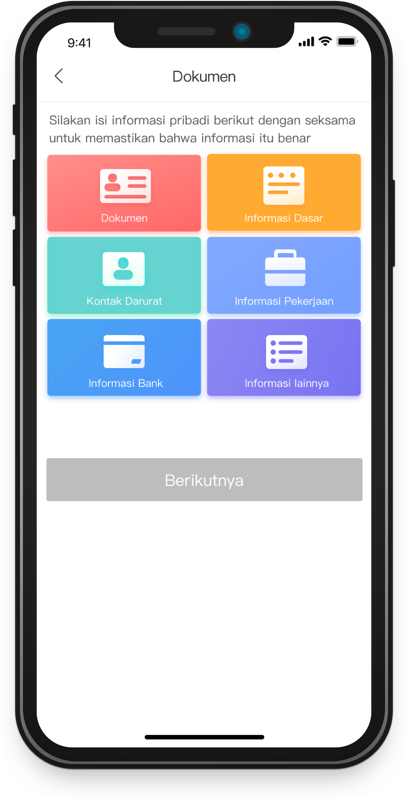 9:41
Dokumen
Silakan isi informasi pribadi berikut dengan seksama
untuk memastikan bahwa informasi itu benar
Dokumen
Informasi Dasar
Kontak Darurat
Informasi Pekerjaan
Informasi Bank
Informasi lainnya
Berikutnya